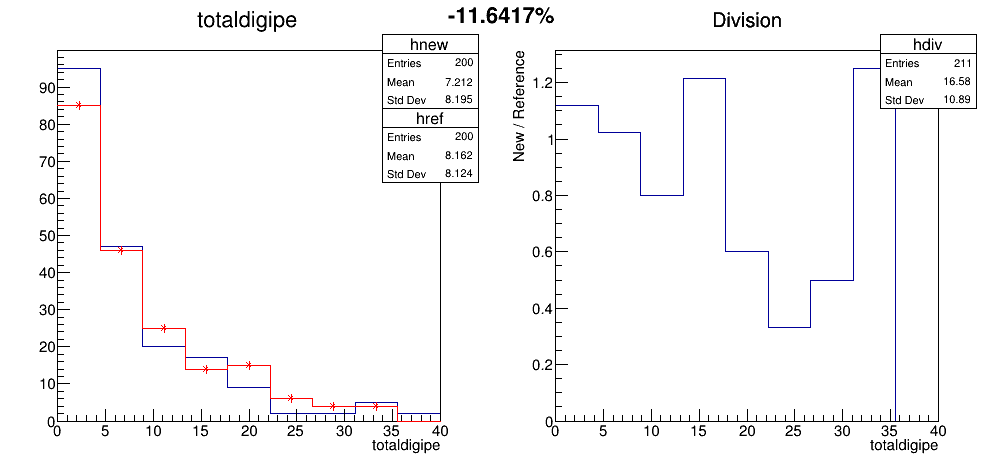 -11.6417%
totaldigipe
hnew
Entries 200
Mean 7.212
Std Dev 8.195
href
Entries 200
Mean 8.162
Std Dev 8.124
90
80
70
60
50
40
30
20
10
0
0 5 10 15 20 25 30 35 40
totaldigipe
Division
hdiv
Entries 211
Mean 16.58
Std Dev 10.89
New / Reference
1.2
1
0.8
0.6
0.4
0.2
0
0 5 10 15 20 25 30 35 40
totaldigipe